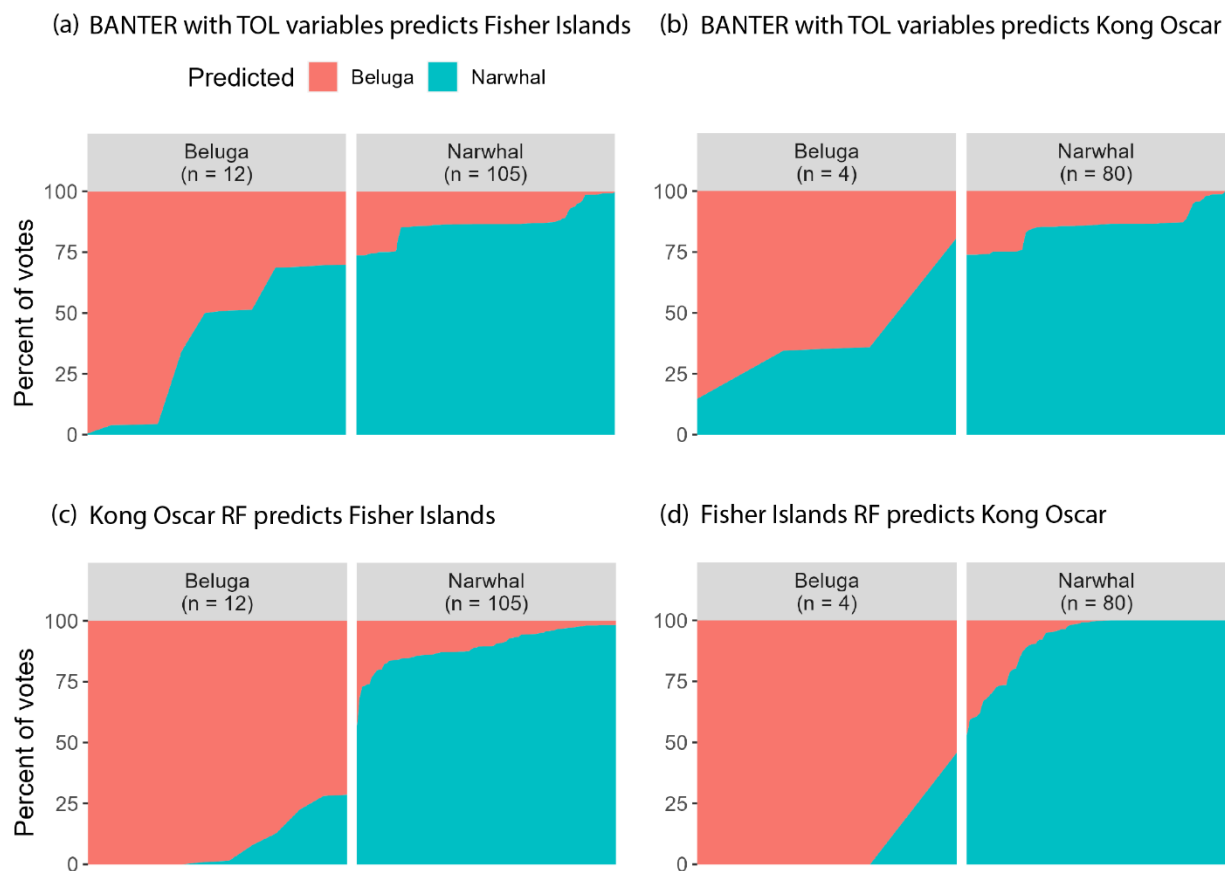 (a) BANTER with TOL variables predicts Fisher Islands
(b) BANTER with TOL variables predicts Kong Oscar
Predicted Beluga Narwhal
Beluga
(n = 12)
Narwhal
(n = 105)
Percent of votes
100
75
50
25
0
Beluga
(n = 4)
Narwhal
(n = 80)
100
75
50
25
0
(c) Kong Oscar RF predicts Fisher Islands
(d) Fisher Islands RF predicts Kong Oscar
Beluga
(n = 12)
Narwhal
(n = 105)
Percent of votes
100
75
50
25
0
Beluga
(n = 4)
Narwhal
(n = 80)
100
75
50
25
0